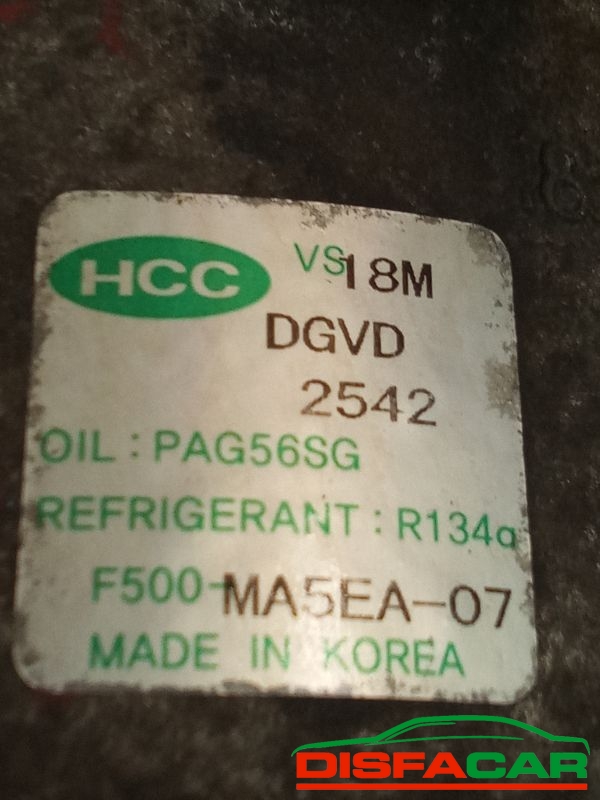 HCC VS18M
DGVD
2542
OIL : PAG56SG
REFRIGERANT : R134a
F500-MA5EA-07
MADE IN KOREA
DISFACAR